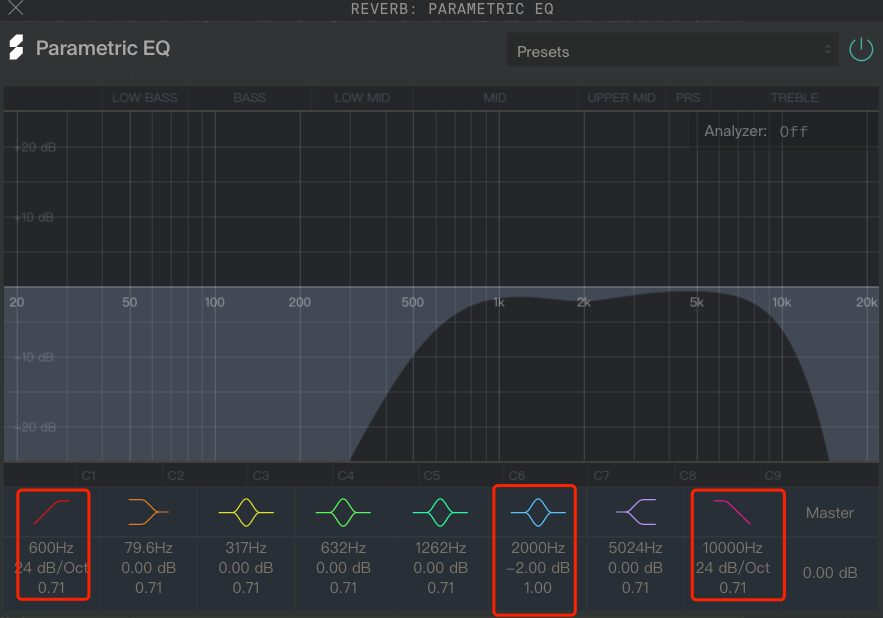 REVERB: PARAMETRIC EQ
Parametric EQ
Presets
LOW BASS BASS LOW MID MID UPPER MID PRS TREBLE
Analyzer: Off
+20 dB
+10 dB
20 50 100 200 500 1k 2k 5k 10k 20k
-10 dB
-20 dB
C1 C2 C3 C4 C5 C6 C7 C8 C9
Master
600Hz 79.6Hz 317Hz 632Hz 1262Hz 2000Hz 5024Hz 10000Hz
24 dB/Oct 0.00 dB 0.00 dB 0.00 dB 0.00 dB −2.00 dB 0.00 dB 24 dB/Oct 0.00 dB
0.71 0.71 0.71 0.71 0.71 1.00 0.71 0.71